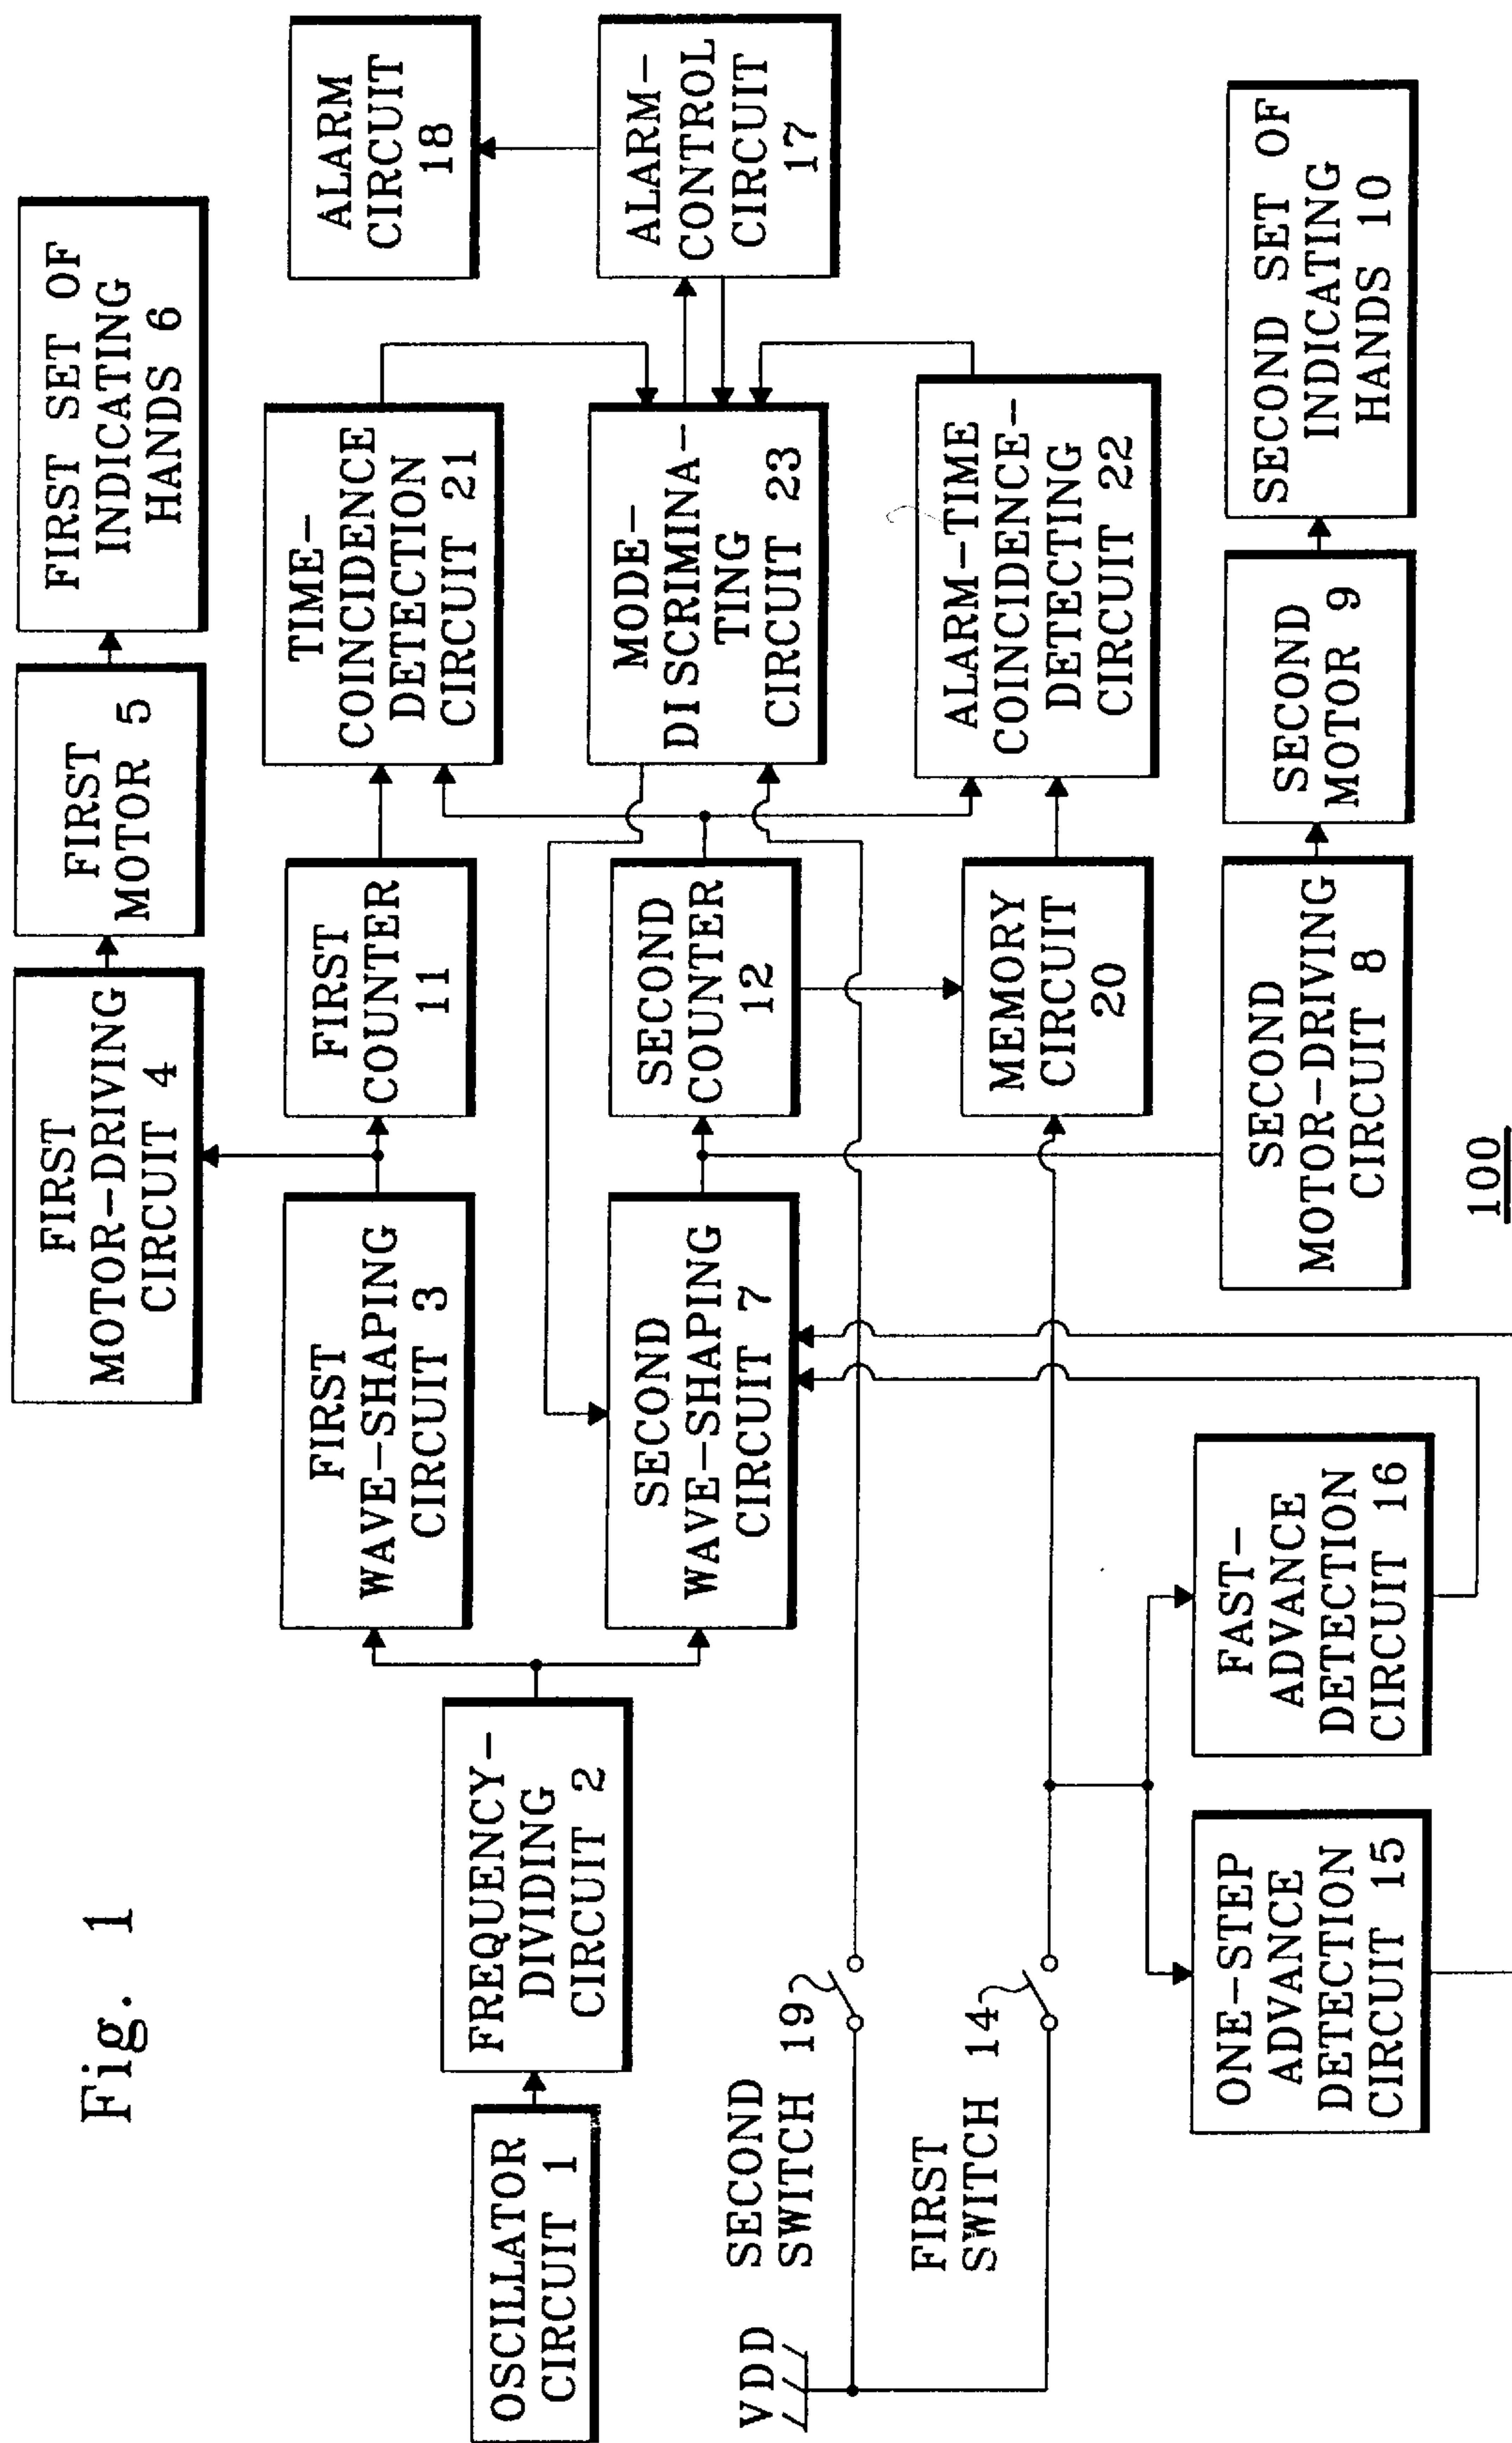 Fig. 1
FIRST
MOTOR-DRIVING
CIRCUIT 4
FIRST
MOTOR 5
FIRST SET OF
INDICATING
HANDS 6
OSCILLATOR
CIRCUIT 1
FREQUENCY-
DIVIDING
CIRCUIT 2
FIRST
WAVE-SHAPING
CIRCUIT 3
FIRST
COUNTER
11
TIME-
COINCIDENCE
DETECTION
CIRCUIT 21
ALARM
CIRCUIT
18
SECOND
WAVE-SHAPING
CIRCUIT 7
SECOND
COUNTER
12
MODE-
DISCRIMINA-
TING
CIRCUIT 23
ALARM-
CONTROL
CIRCUIT
17
VDD
SECOND
SWITCH 19
FIRST
SWITCH 14
MEMORY
CIRCUIT
20
ALARM-TIME
COINCIDENCE-
DETECTING
CIRCUIT 22
ONE-STEP
ADVANCE
DETECTION
CIRCUIT 15
FAST-
ADVANCE
DETECTION
CIRCUIT 16
SECOND
MOTOR-DRIVING
CIRCUIT 8
SECOND
MOTOR 9
SECOND SET OF
INDICATING
HANDS 10
100